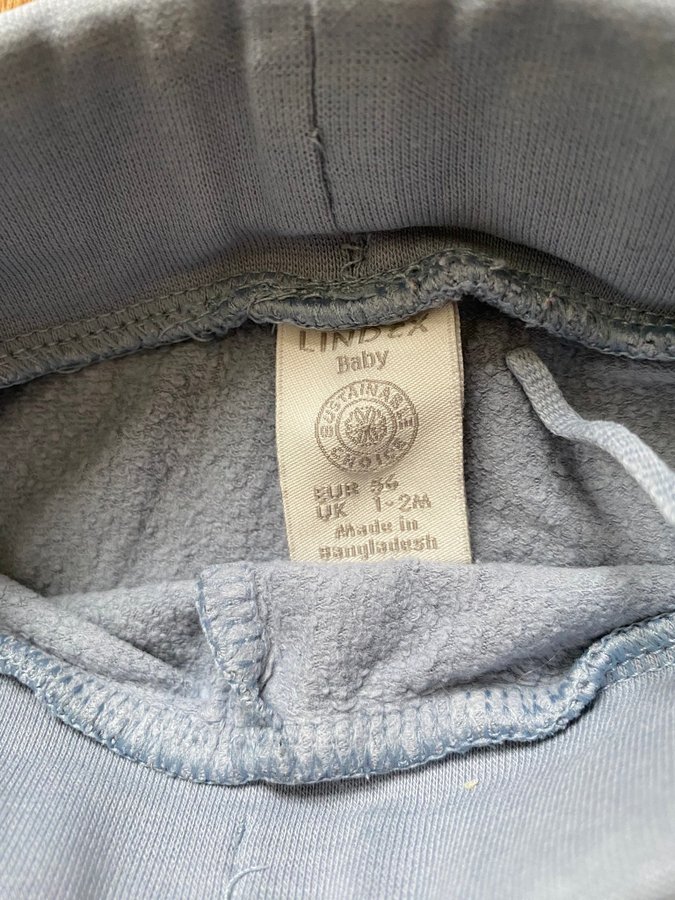 LINDEX
Baby
SUSTAINABLE
CHOICE
EUR 56
UK 1-2M
Made in
Bangladesh